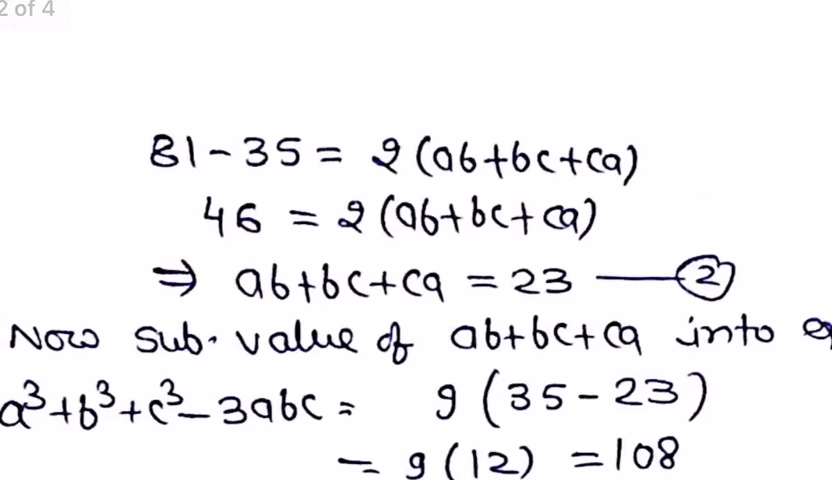 2 of 4
81-35 = 2(ab+bc+ca)
46 = 2(ab+bc+ca)
⇒ ab+bc+ca = 23 —— ②
Now sub. value of ab+bc+ca into
a³+b³+c³-3abc = 9(35-23)
= 9(12) = 108